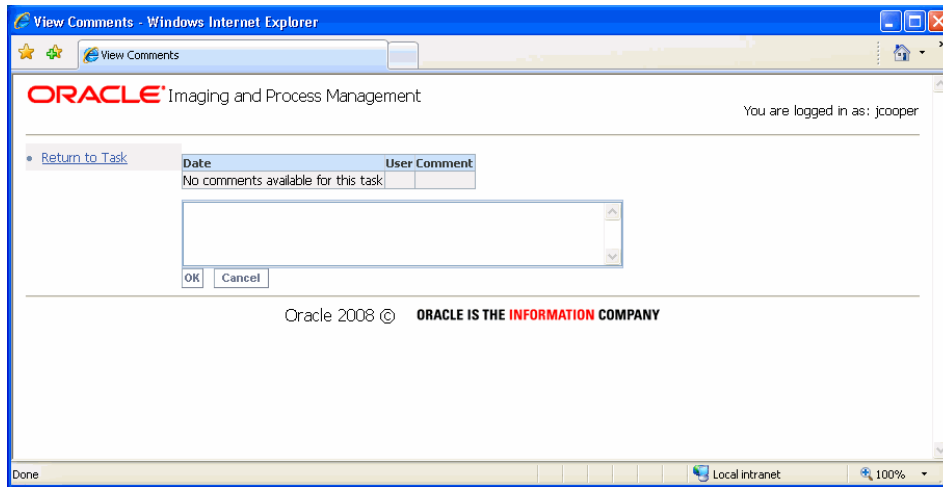 View Comments - Windows Internet Explorer
View Comments
ORACLE Imaging and Process Management
You are logged in as: jcooper
Return to Task
Date User Comment
No comments available for this task
OK Cancel
Oracle 2008 © ORACLE IS THE INFORMATION COMPANY
Done Local intranet 100%